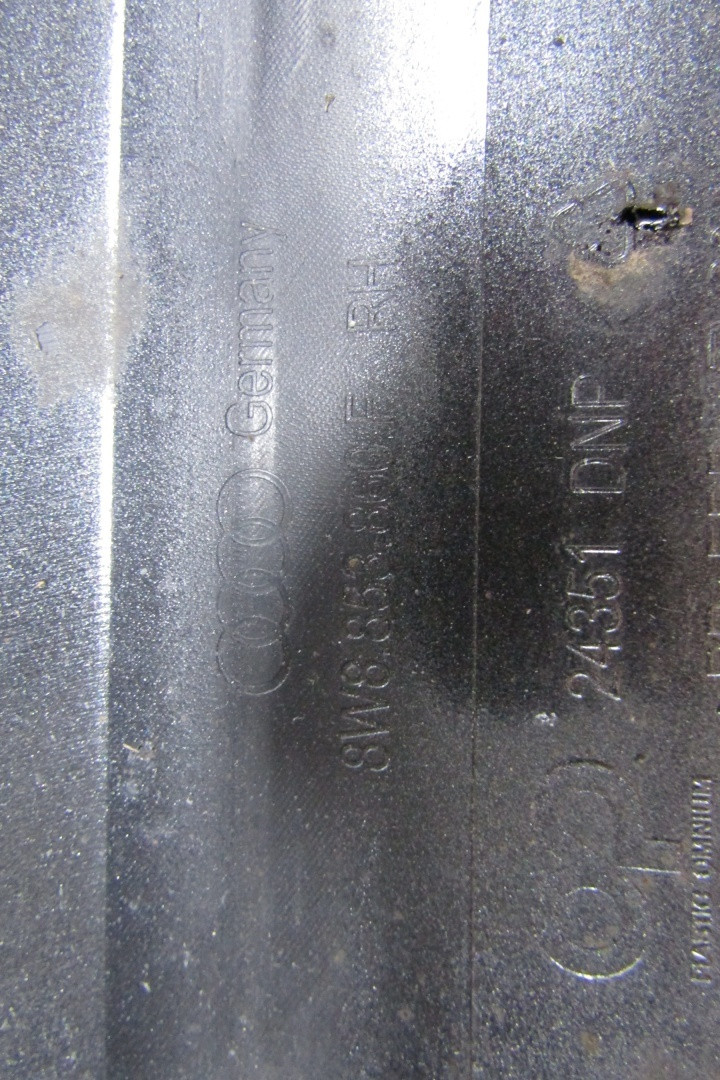 Germany
8W8.853.860 F RH
24351 DNP
PLASTIC OMNIUM